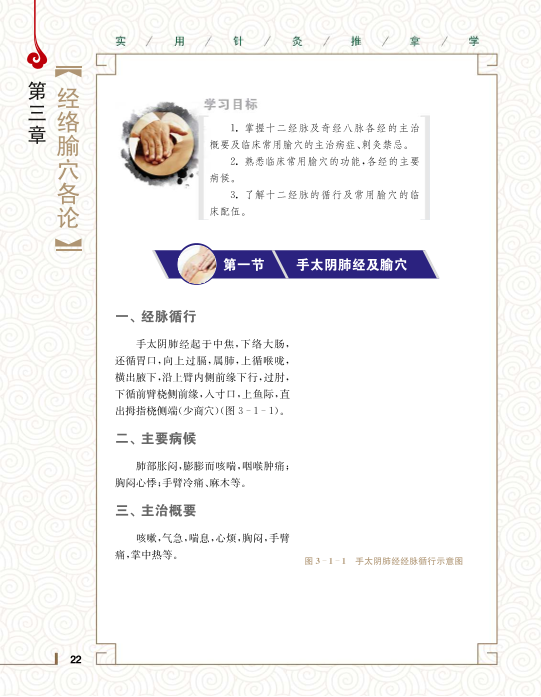 实 / 用 / 针 / 灸 / 推 / 拿 / 学
第三章
【经络腧穴各论】
学习目标
1. 掌握十二经脉及奇经八脉各经的主治
概要及临床常用腧穴的主治病症、刺灸禁忌。
2. 熟悉临床常用腧穴的功能,各经的主要
病候。
3. 了解十二经脉的循行及常用腧穴的临
床配伍。
第一节 手太阴肺经及腧穴
一、经脉循行
手太阴肺经起于中焦,下络大肠,
还循胃口,向上过膈,属肺,上循喉咙,
横出腋下,沿上臂内侧前缘下行,过肘,
下循前臂桡侧前缘,入寸口,上鱼际,直
出拇指桡侧端(少商穴)(图 3-1-1)。
二、主要病候
肺部胀闷,膨膨而咳喘,咽喉肿痛;
胸闷心悸;手臂冷痛、麻木等。
三、主治概要
咳嗽,气急,喘息,心烦,胸闷,手臂
痛,掌中热等。
图 3-1-1 手太阴肺经经脉循行示意图
22